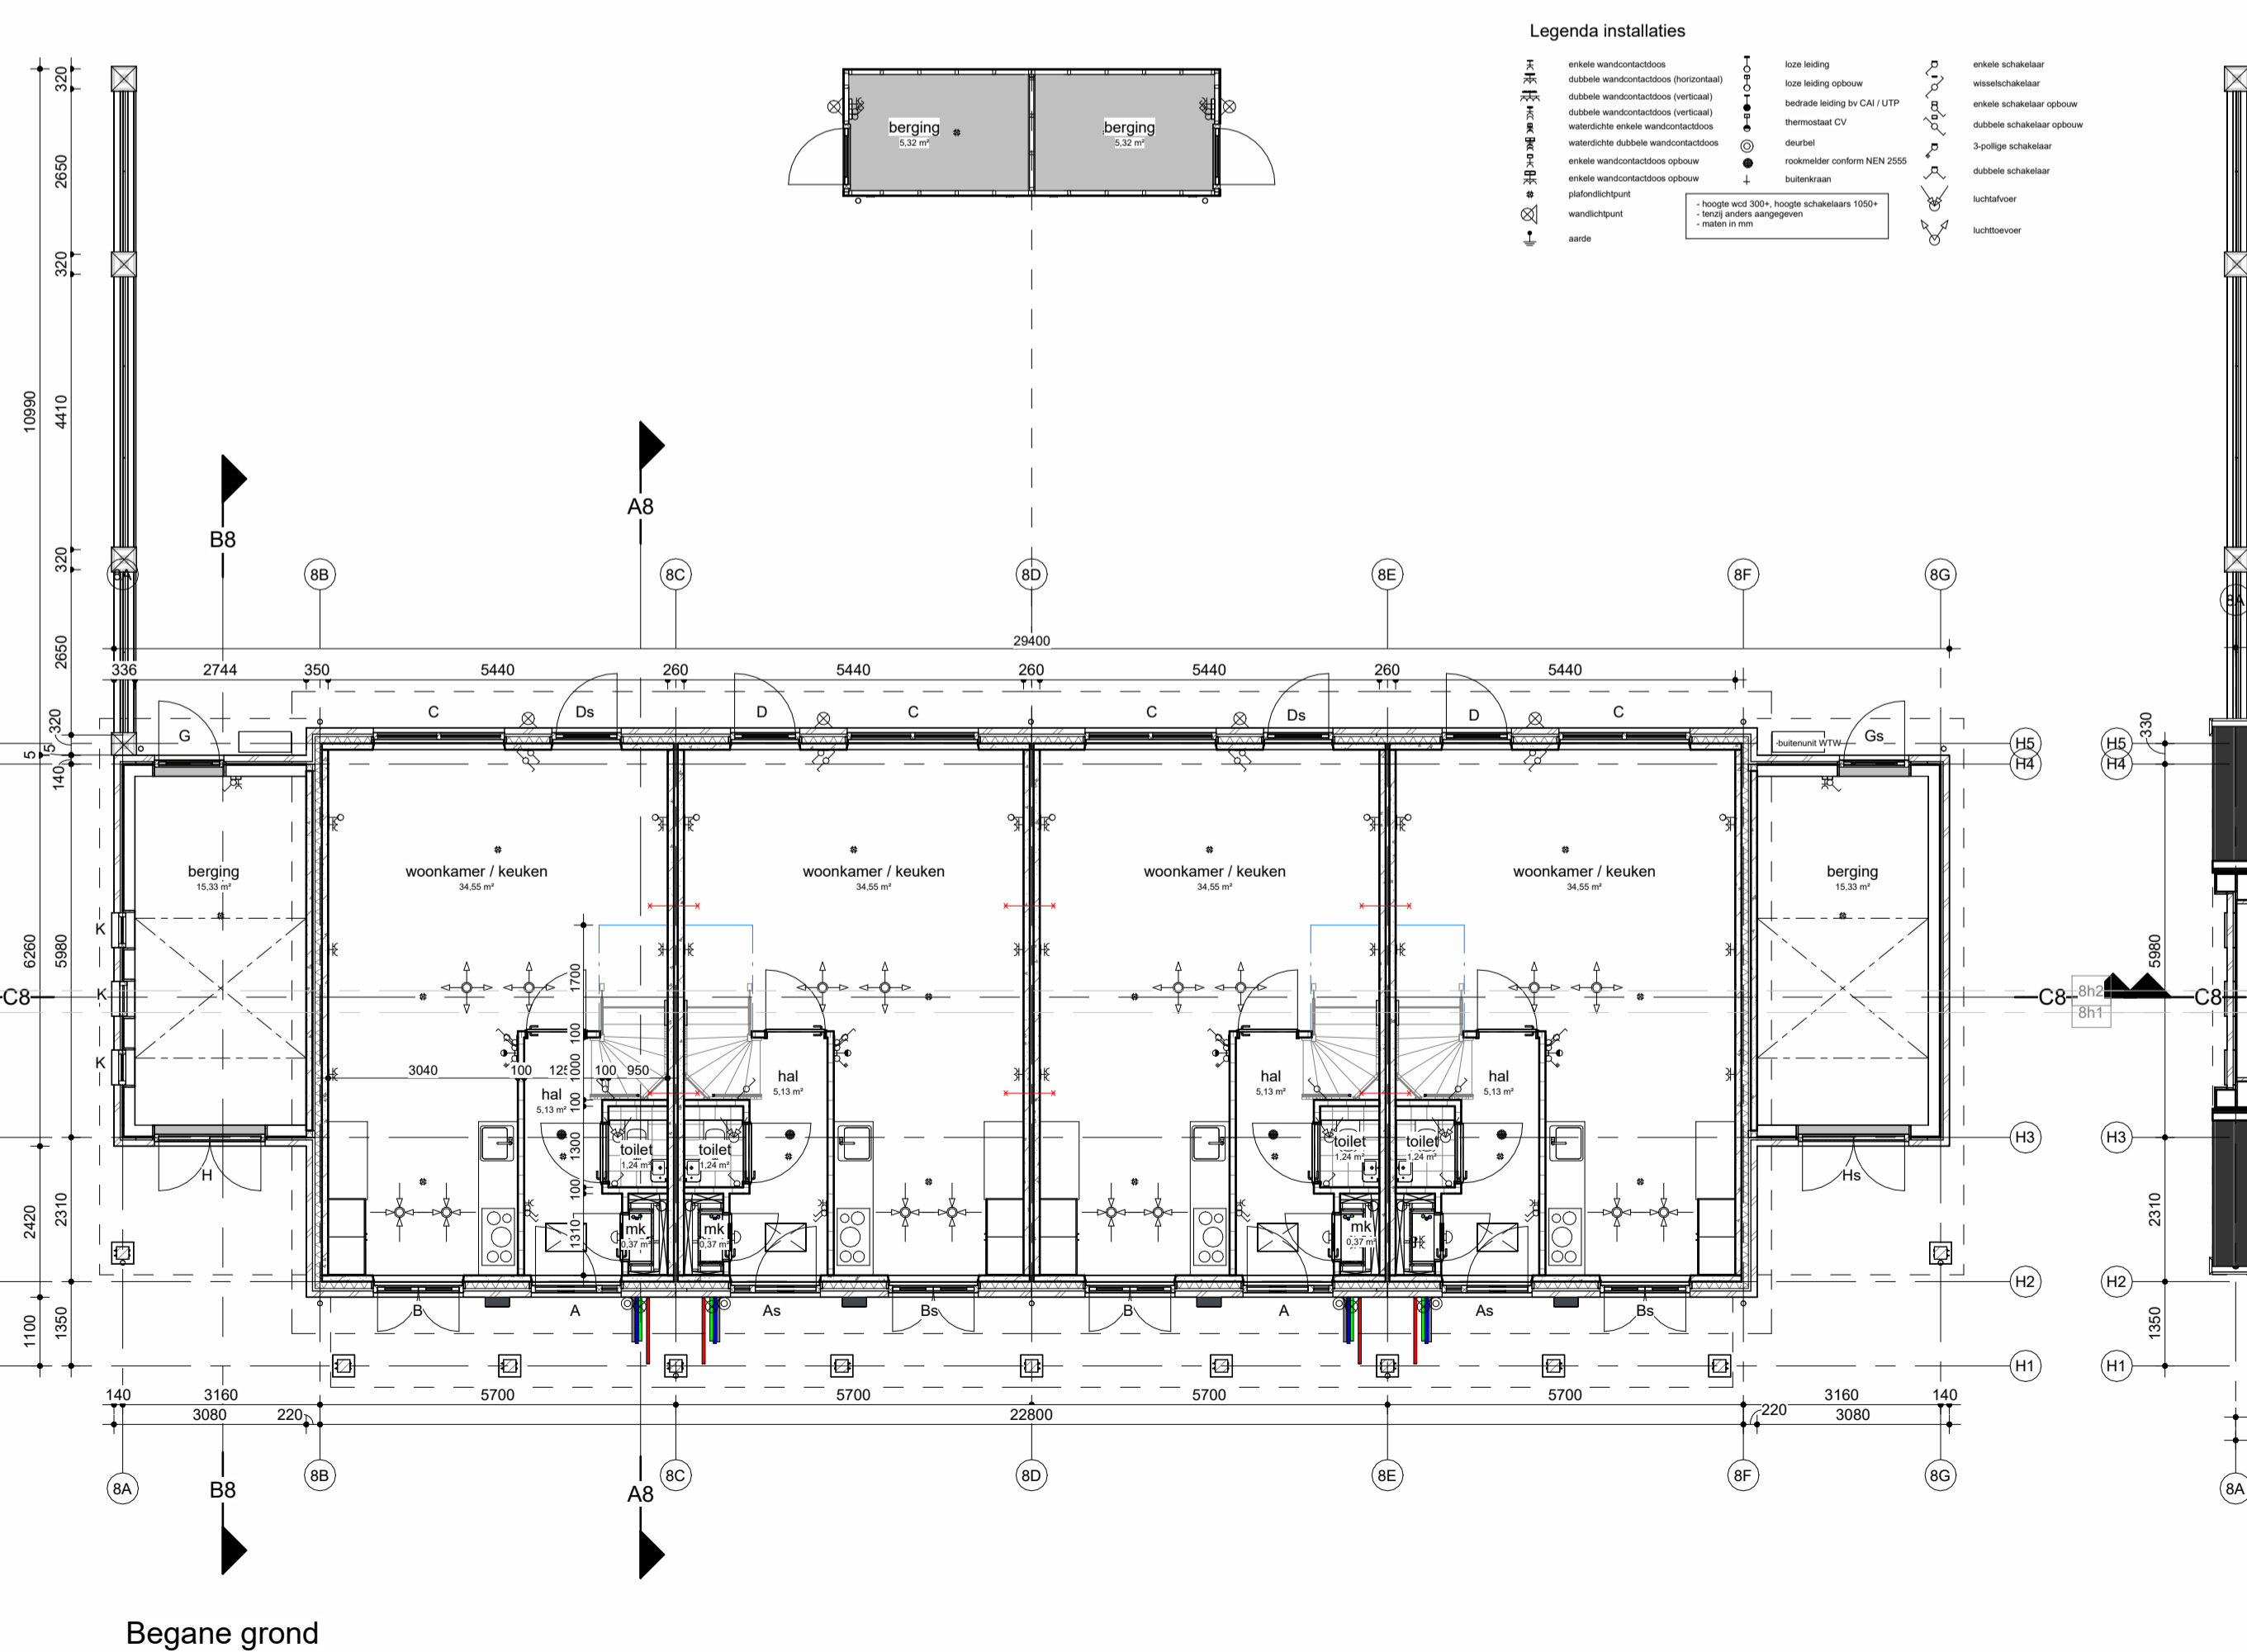 Legenda installaties
enkele wandcontactdoos
dubbele wandcontactdoos (horizontaal)
dubbele wandcontactdoos (verticaal)
dubbele wandcontactdoos (verticaal)
waterdichte enkele wandcontactdoos
waterdichte dubbele wandcontactdoos
enkele wandcontactdoos opbouw
enkele wandcontactdoos opbouw
plafondlichtpunt
wandlichtpunt
aarde
loze leiding
loze leiding opbouw
bedrade leiding bv CAI / UTP
thermostaat CV
deurbel
rookmelder conform NEN 2555
buitenkraan
- hoogte wcd 300+, hoogte schakelaars 1050+
- tenzij anders aangegeven
- maten in mm
enkele schakelaar
wisselschakelaar
enkele schakelaar opbouw
dubbele schakelaar opbouw
3-pollige schakelaar
dubbele schakelaar
luchtafvoer
luchttoevoer
berging
5,32 m²
berging
5,32 m²
320
2650
320
4410
10990
320
2650
320
5
5
140
6260
5980
2420
2310
1100
1350
B8
A8
8A
8B
8C
8D
8E
8F
8G
8A
29400
336 2744 350 5440 260 5440 260 5440 260 5440
G C Ds D C C Ds D C Gs
-buitenunit WTW
H5
H4
H5
H4
330
berging
15,33 m²
woonkamer / keuken
34,55 m²
woonkamer / keuken
34,55 m²
woonkamer / keuken
34,55 m²
woonkamer / keuken
34,55 m²
berging
15,33 m²
K
K
K
C8
C8
C8
8h2
8h1
5980
1700
100
1000
100
1300
100
1310
3040 100 100 950
hal
5,13 m²
hal
5,13 m²
hal
5,13 m²
hal
5,13 m²
toilet
1,24 m²
toilet
1,24 m²
toilet
1,24 m²
toilet
1,24 m²
mk
0,37 m²
mk
0,37 m²
mk
0,37 m²
H
Hs
H3
H3
2310
H2
H2
1350
H1
H1
B A As Bs B A As Bs
140 3160 5700 5700 5700 5700 3160 140
3080 220 22800 220 3080
8A
8B
8C
8D
8E
8F
8G
8A
B8
A8
Begane grond